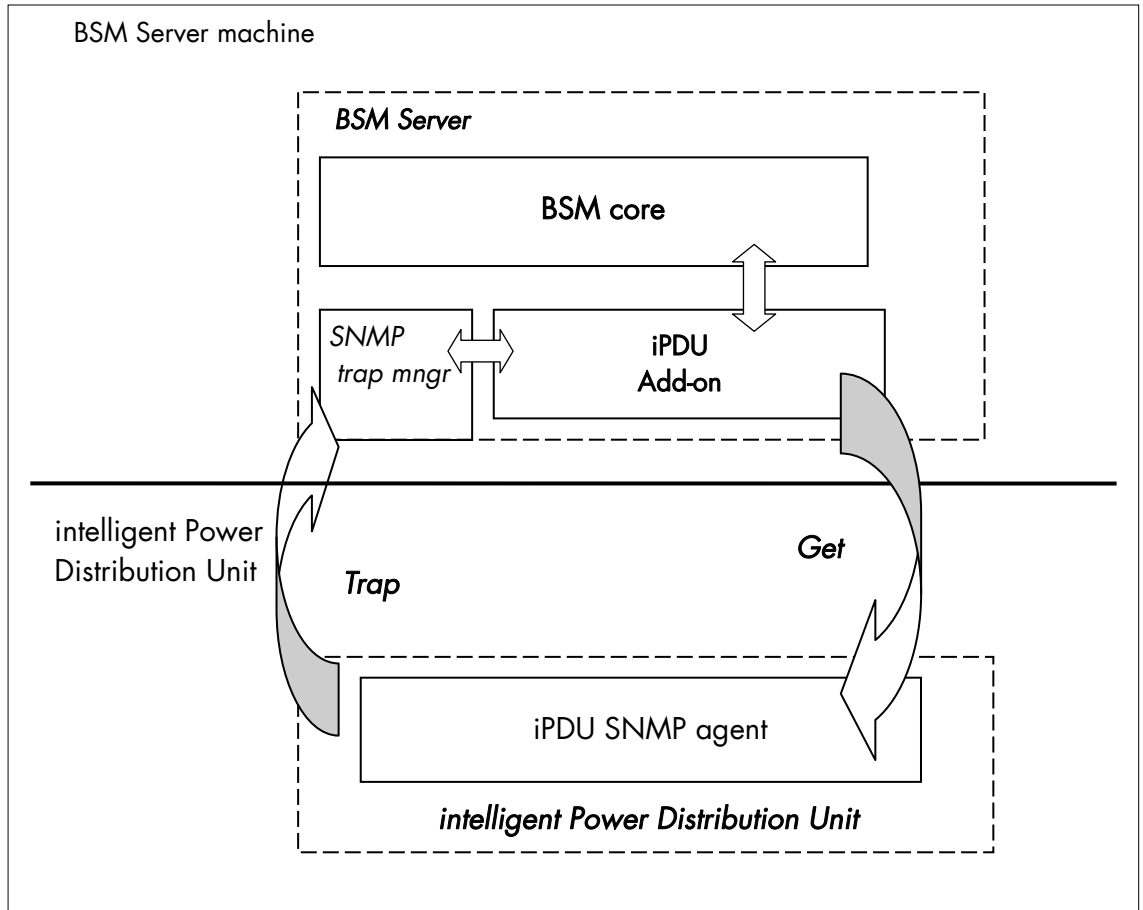 BSM Server machine
BSM Server
BSM core
SNMP
trap mngr
iPDU
Add-on
intelligent Power
Distribution Unit
Get
Trap
iPDU SNMP agent
intelligent Power Distribution Unit